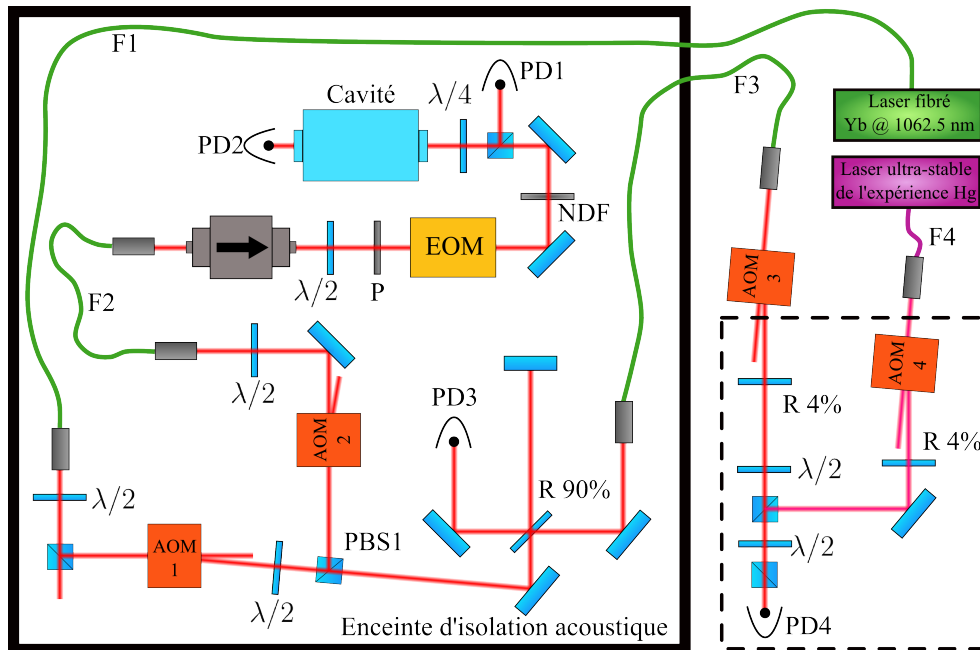 F1
PD1
F3
Cavité
λ/4
PD2
Laser fibré
Yb @ 1062.5 nm
Laser ultra-stable
de l'expérience Hg
NDF
EOM
F4
λ/2
P
F2
AOM
3
λ/2
AOM
4
PD3
R 4%
AOM
2
R 4%
λ/2
R 90%
λ/2
PBS1
AOM
1
λ/2
λ/2
Enceinte d'isolation acoustique
PD4